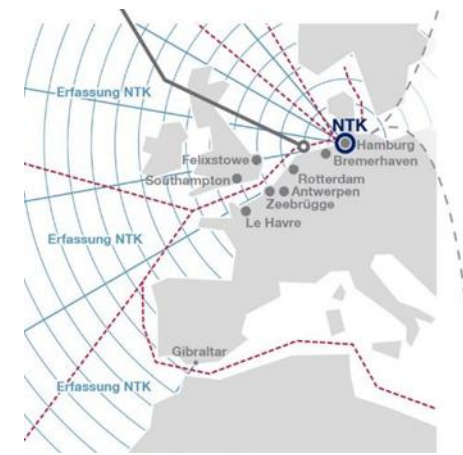 Erfassung NTK
NTK
Hamburg
Bremerhaven
Felixstowe
Rotterdam
Southampton
Antwerpen
Zeebrügge
Le Havre
Erfassung NTK
Gibraltar
Erfassung NTK